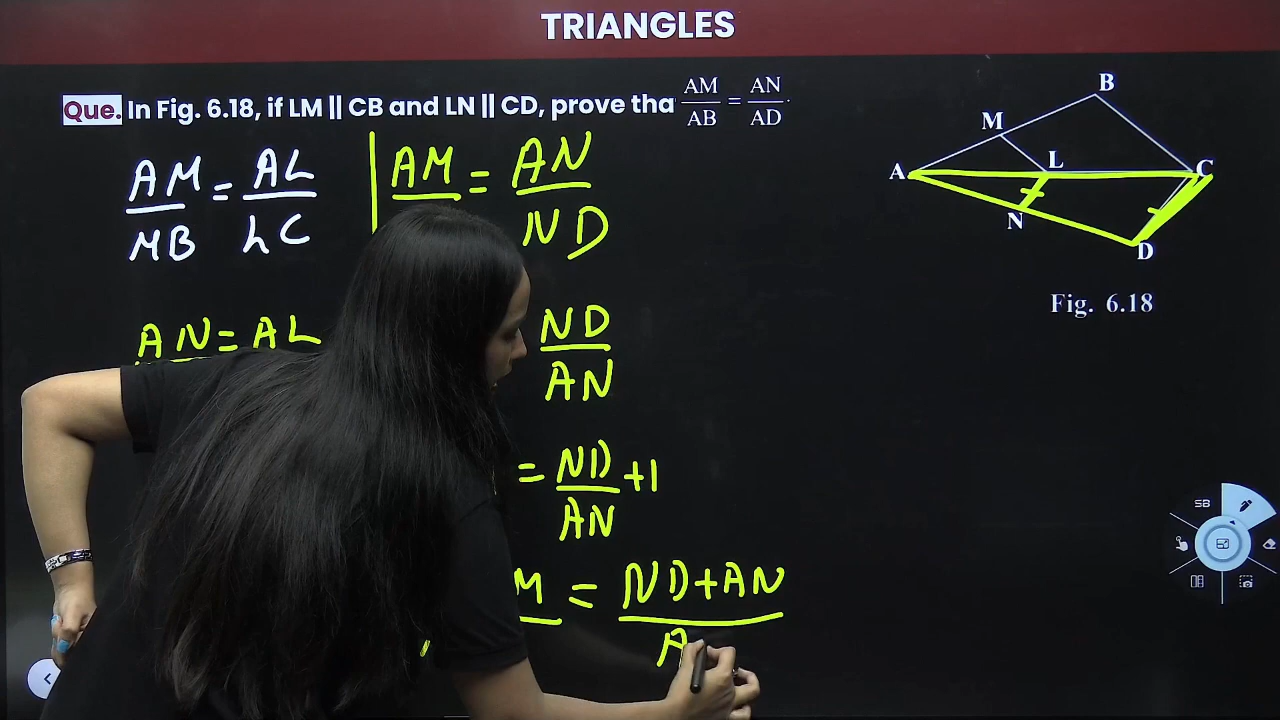 TRIANGLES
Que. In Fig. 6.18, if LM || CB and LN || CD, prove tha AM/AB = AN/AD.
AM/MB = AL/LC
AM = AN/ND
AN = AL
ND/AN
= ND/AN +1
M = ND+AN
A
B
M
A
L
C
N
D
Fig. 6.18
SB